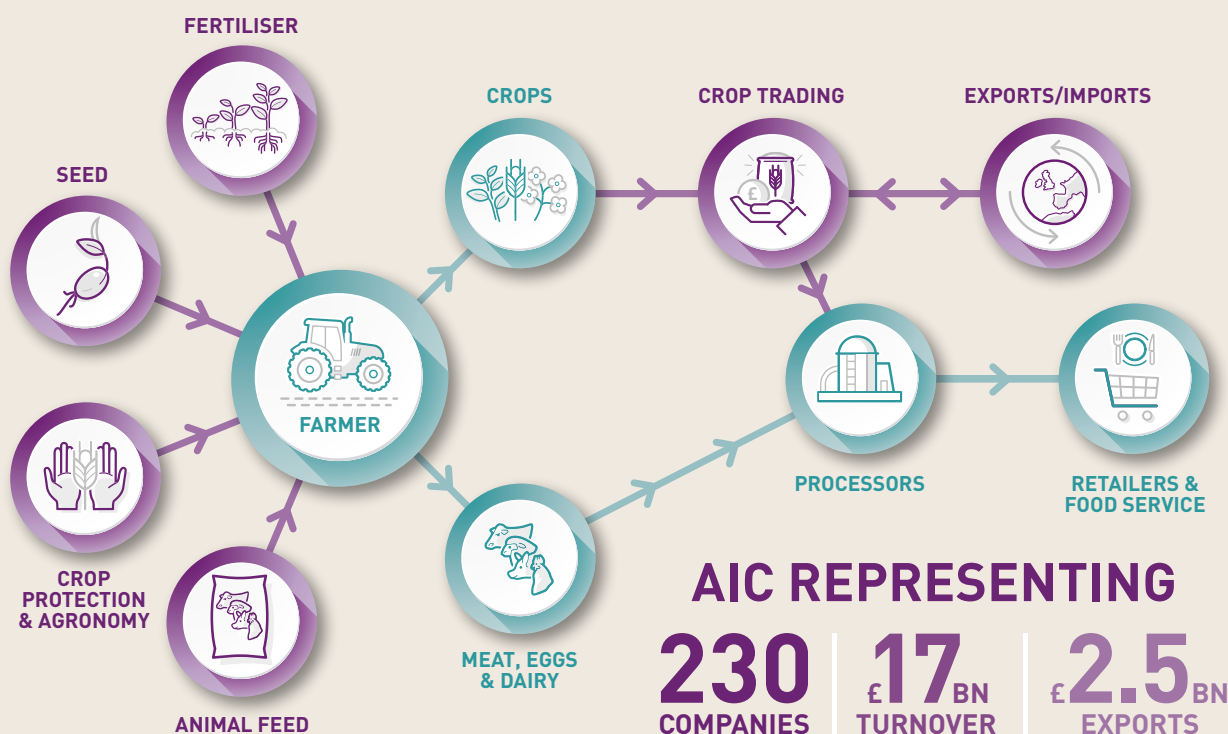 FERTILISER
SEED
CROPS
CROP TRADING
EXPORTS/IMPORTS
£
FARMER
CROP
PROTECTION
& AGRONOMY
ANIMAL FEED
MEAT, EGGS
& DAIRY
PROCESSORS
RETAILERS &
FOOD SERVICE
AIC REPRESENTING
230
COMPANIES
£17BN
TURNOVER
£2.5BN
EXPORTS